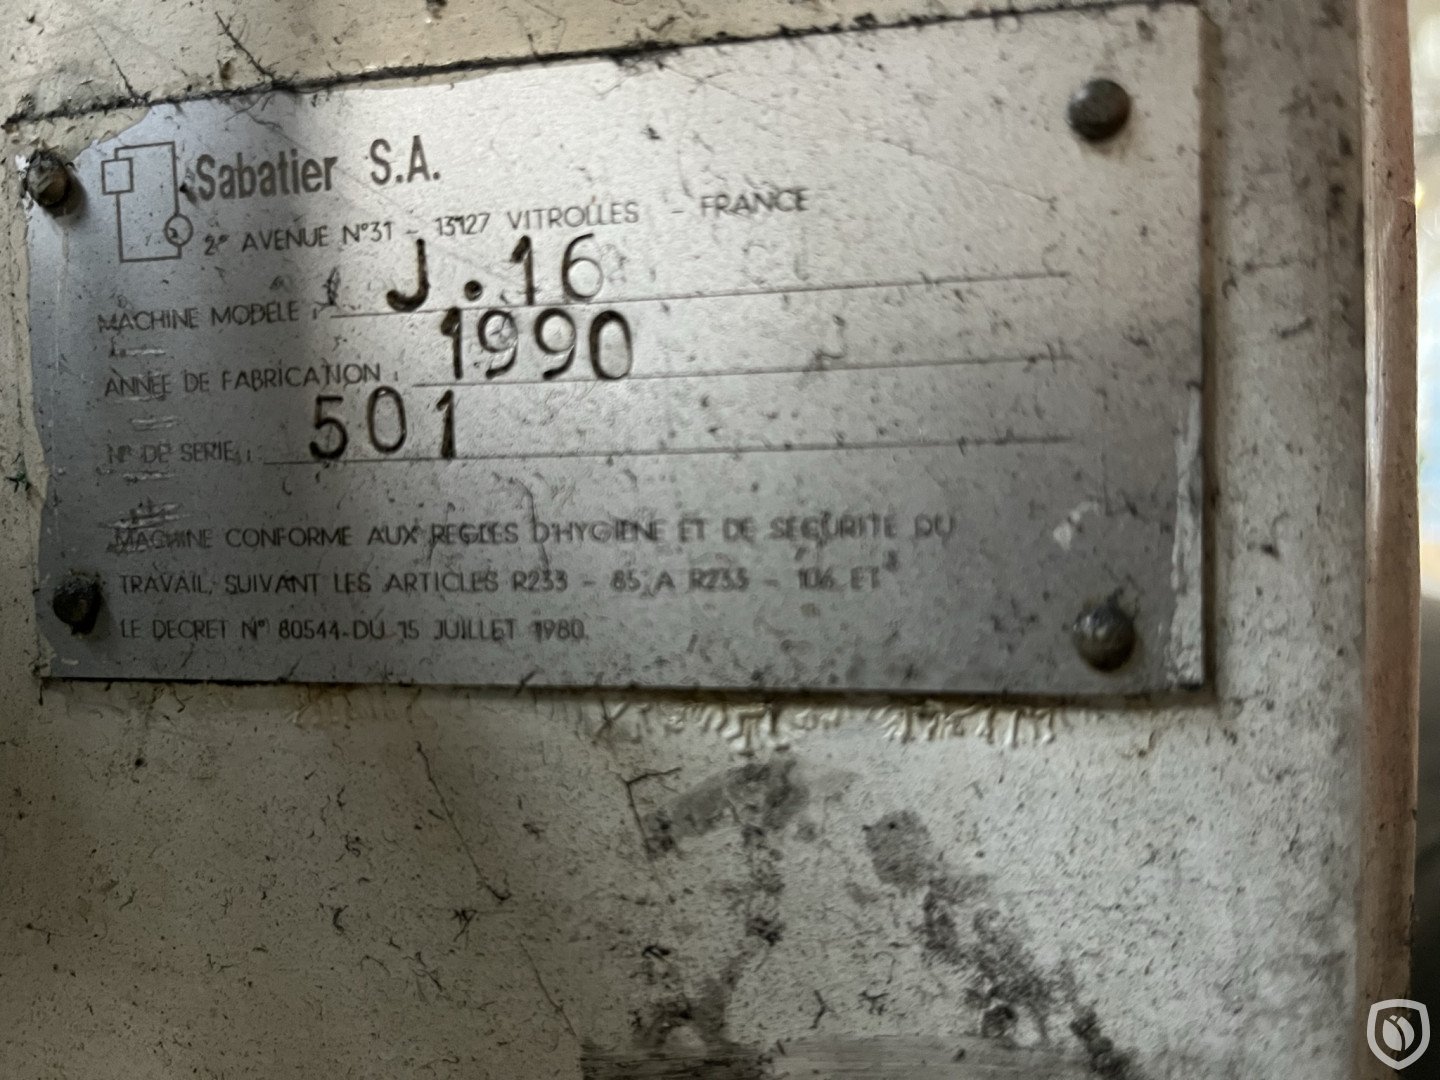 Sabatier S.A.
2e AVENUE N°31 - 13127 VITROLLES - FRANCE
MACHINE MODELE : J.16
ANNEE DE FABRICATION : 1990
N° DE SERIE : 501
MACHINE CONFORME AUX REGLES D'HYGIENE ET DE SECURITE DU
TRAVAIL, SUIVANT LES ARTICLES R233 - 85 A R233 - 106 ET
LE DECRET N° 80544 DU 15 JUILLET 1980.